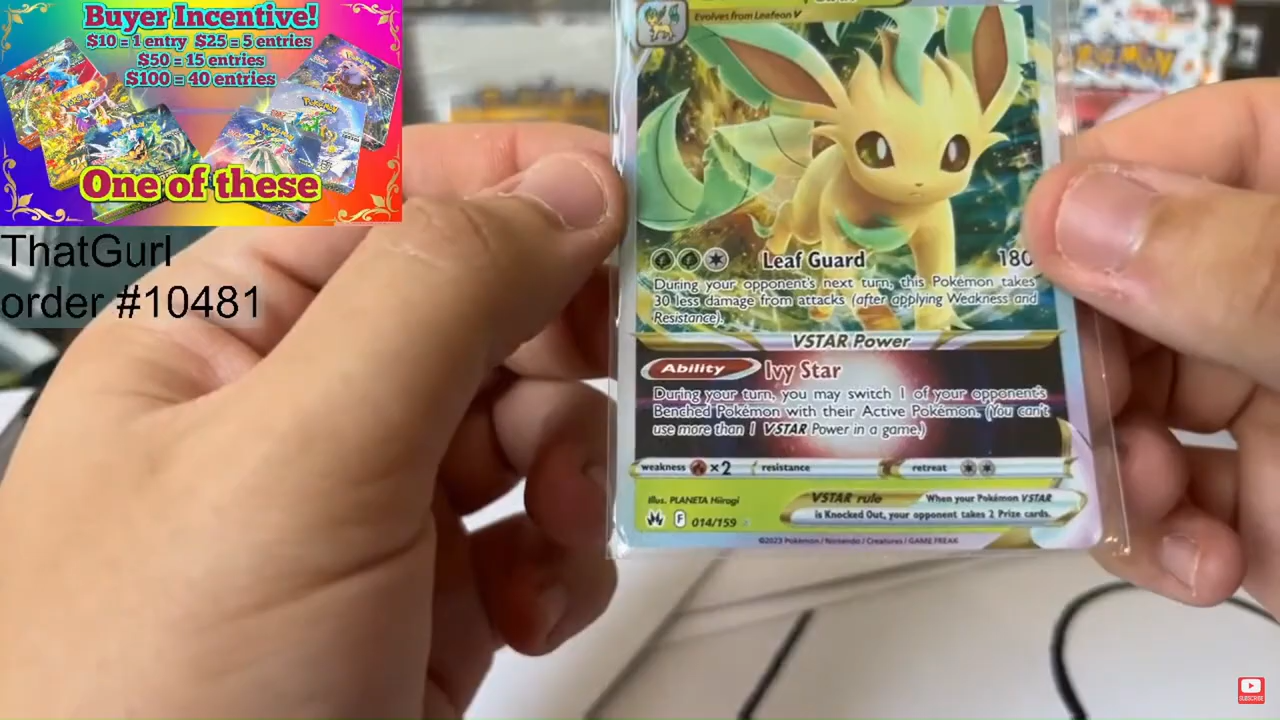 Buyer Incentive!
$10 = 1 entry $25 = 5 entries
$50 = 15 entries
$100 = 40 entries
One of these
ThatGurl
order #10481
Evolves from Leafeon V
Leaf Guard 180
During your opponent's next turn, this Pokémon takes
30 less damage from attacks (after applying Weakness and
Resistance).
VSTAR Power
Ability Ivy Star
During your turn, you may switch 1 of your opponent's
Benched Pokémon with their Active Pokémon. (You can't
use more than 1 VSTAR Power in a game.)
weakness ×2 resistance retreat
Illus. PLANETA Hiiragi
VSTAR rule When your Pokémon VSTAR
is Knocked Out, your opponent takes 2 Prize cards.
F 014/159
©2023 Pokémon / Nintendo / Creatures / GAME FREAK
SUBSCRIBE